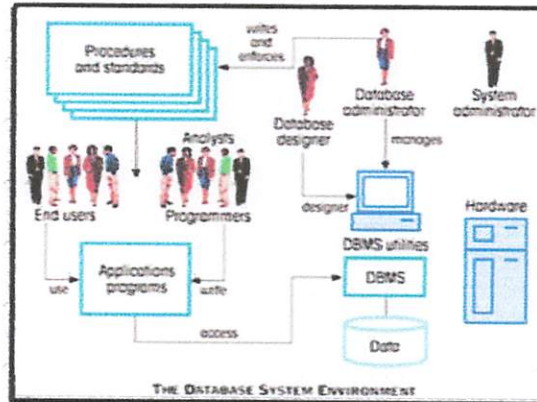 writes
and
enforces
Procedures
and standards
Database
administrator
System
administrator
Database
designer
manages
Analysts
End users
Programmers
designer
Hardware
DBMS utilities
use
Applications
programs
write
DBMS
access
Data
THE DATABASE SYSTEM ENVIRONMENT